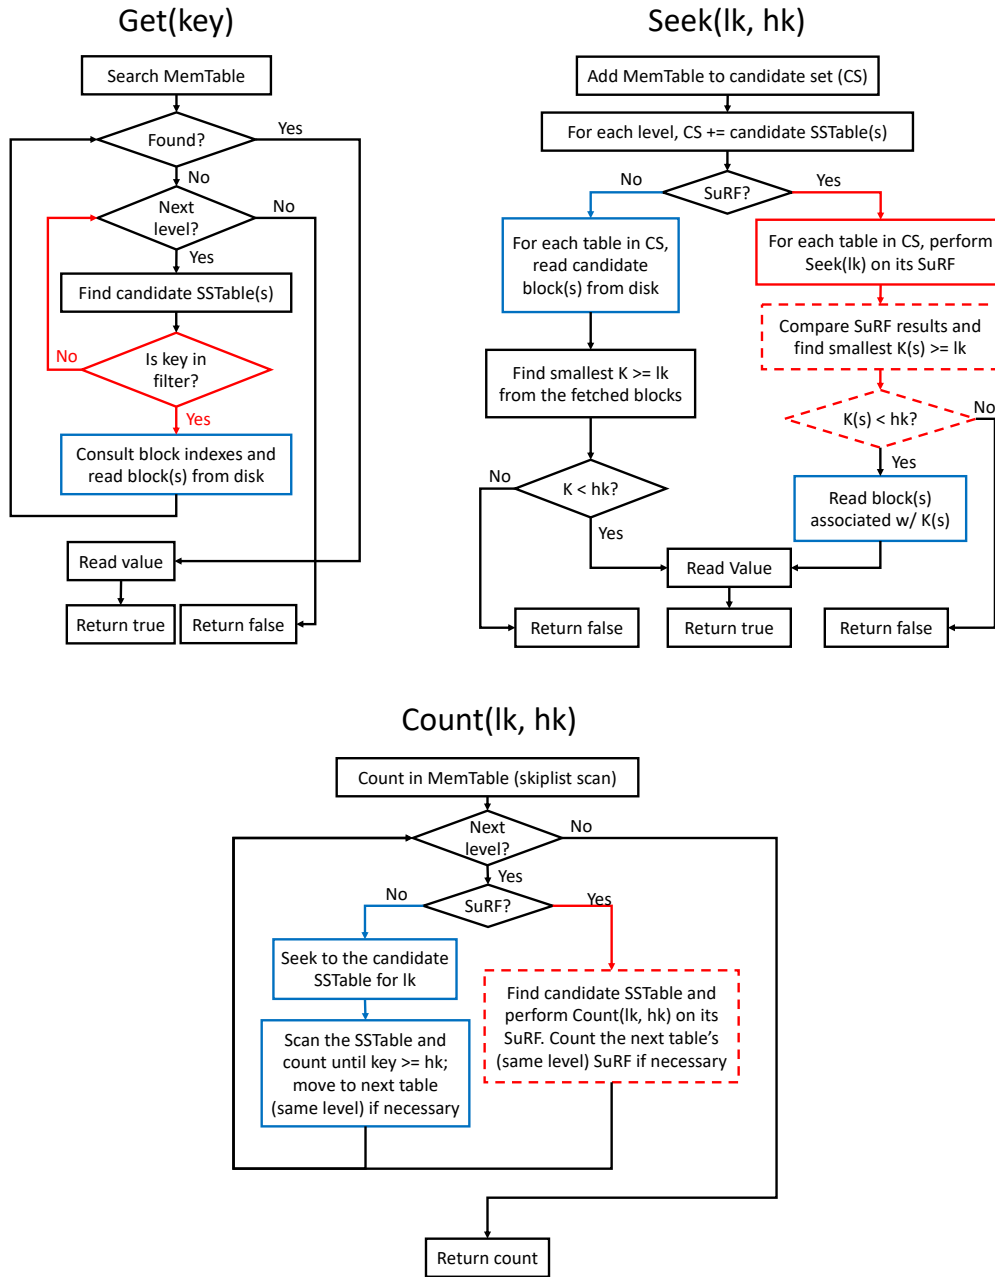 Get(key)
Search MemTable
Found?
Yes
No
Next
level?
No
Yes
Find candidate SSTable(s)
Is key in
filter?
No
Yes
Consult block indexes and
read block(s) from disk
Read value
Return true
Return false
Seek(lk, hk)
Add MemTable to candidate set (CS)
For each level, CS += candidate SSTable(s)
SuRF?
No
Yes
For each table in CS,
read candidate
block(s) from disk
Find smallest K >= lk
from the fetched blocks
K < hk?
No
Yes
For each table in CS, perform
Seek(lk) on its SuRF
Compare SuRF results and
find smallest K(s) >= lk
K(s) < hk?
No
Yes
Read block(s)
associated w/ K(s)
Read Value
Return false
Return true
Return false
Count(lk, hk)
Count in MemTable (skiplist scan)
Next
level?
No
Yes
SuRF?
No
Yes
Seek to the candidate
SSTable for lk
Scan the SSTable and
count until key >= hk;
move to next table
(same level) if necessary
Find candidate SSTable and
perform Count(lk, hk) on its
SuRF. Count the next table’s
(same level) SuRF if necessary
Return count